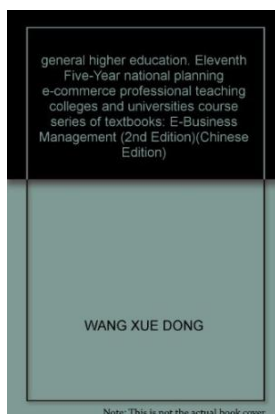 general higher education. Eleventh
Five-Year national planning
e-commerce professional teaching
colleges and universities course
series of textbooks: E-Business
Management (2nd Edition)(Chinese
Edition)
WANG XUE DONG
Note: This is not the actual book cover